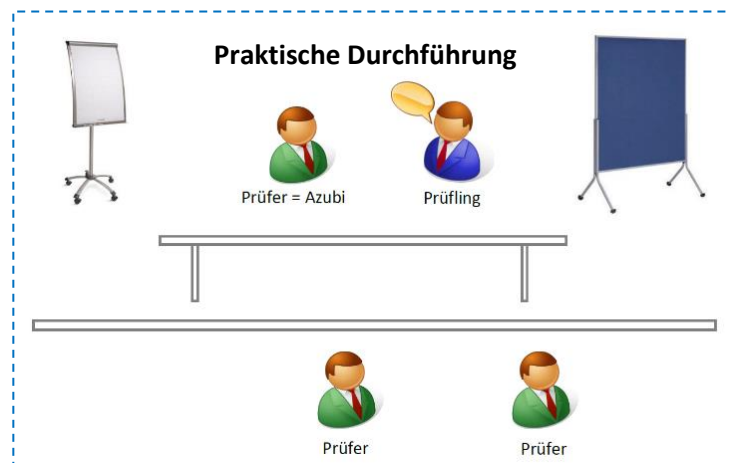 Praktische Durchführung
Prüfer = Azubi
Prüfling
Prüfer
Prüfer